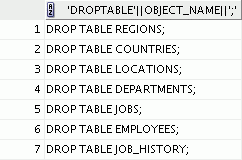 'DROPTABLE'||OBJECT_NAME||';'
1 DROP TABLE REGIONS;
2 DROP TABLE COUNTRIES;
3 DROP TABLE LOCATIONS;
4 DROP TABLE DEPARTMENTS;
5 DROP TABLE JOBS;
6 DROP TABLE EMPLOYEES;
7 DROP TABLE JOB_HISTORY;